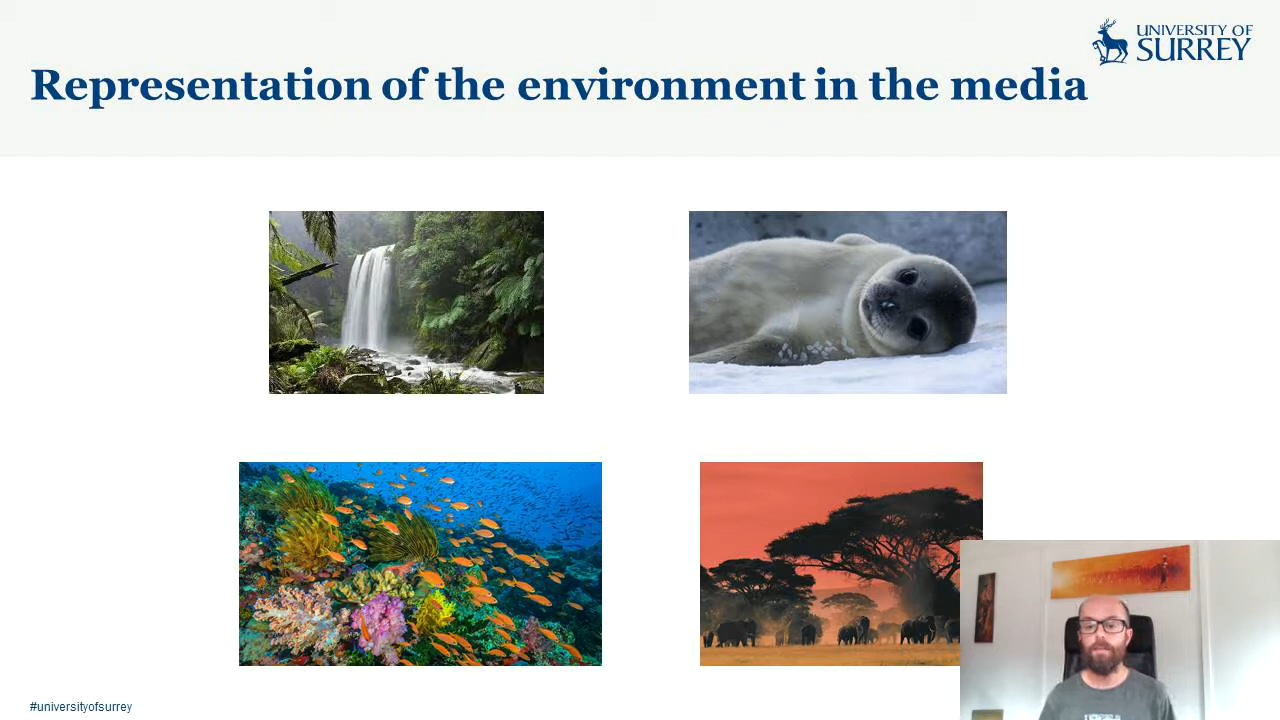 UNIVERSITY OF
SURREY
Representation of the environment in the media
#universityofsurrey